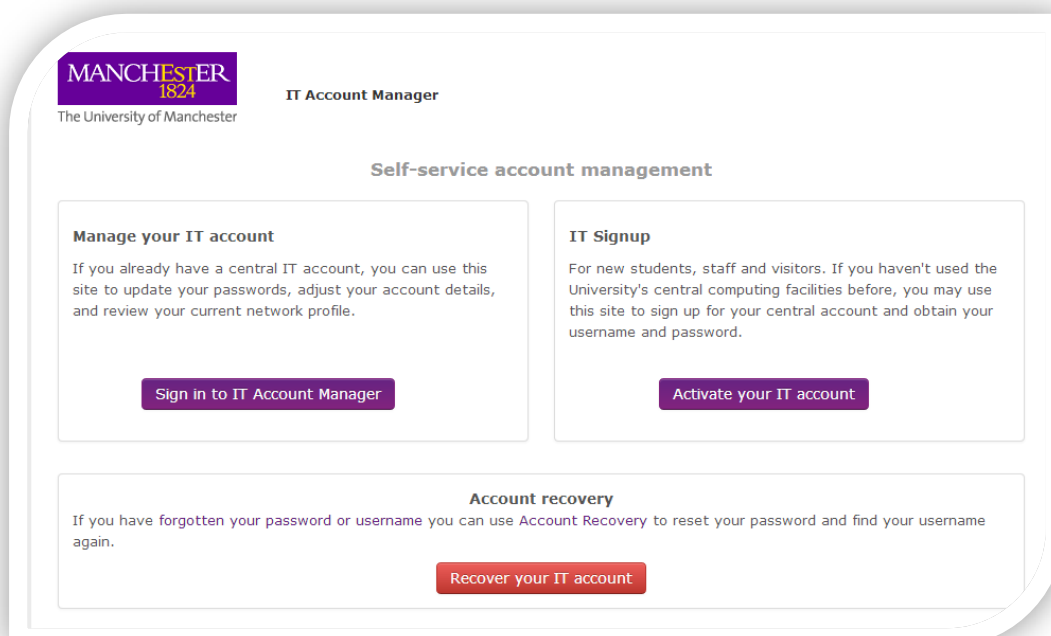 MANCHEstER
1824
The University of Manchester
IT Account Manager
Self-service account management
Manage your IT account
If you already have a central IT account, you can use this
site to update your passwords, adjust your account details,
and review your current network profile.
Sign in to IT Account Manager
IT Signup
For new students, staff and visitors. If you haven't used the
University's central computing facilities before, you may use
this site to sign up for your central account and obtain your
username and password.
Activate your IT account
Account recovery
If you have forgotten your password or username you can use Account Recovery to reset your password and find your username
again.
Recover your IT account